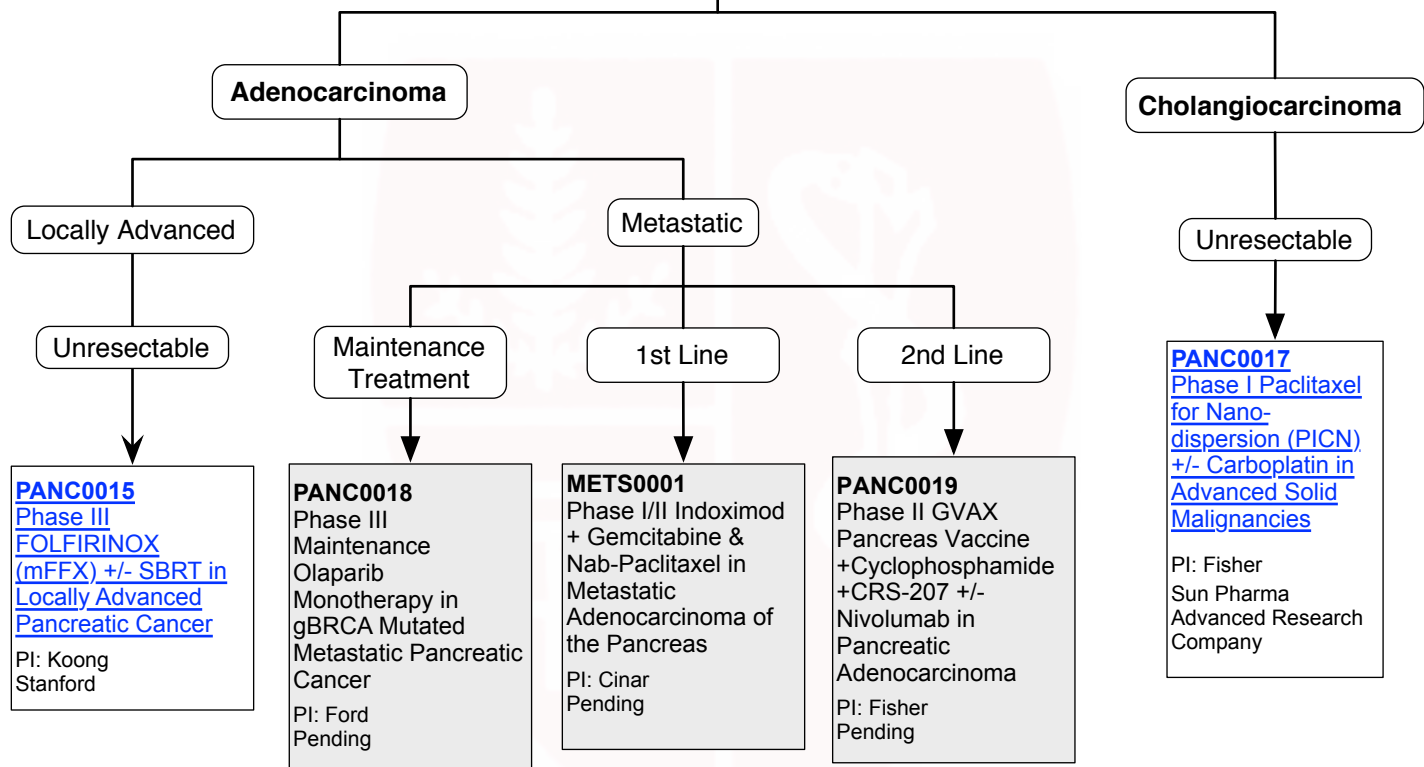 Adenocarcinoma
Cholangiocarcinoma
Locally Advanced
Metastatic
Unresectable
Unresectable
Maintenance
Treatment
1st Line
2nd Line
PANC0015
Phase III
FOLFIRINOX
(mFFX) +/- SBRT in
Locally Advanced
Pancreatic Cancer
PI: Koong
Stanford
PANC0018
Phase III
Maintenance
Olaparib
Monotherapy in
gBRCA Mutated
Metastatic Pancreatic
Cancer
PI: Ford
Pending
METS0001
Phase I/II Indoximod
+ Gemcitabine &
Nab-Paclitaxel in
Metastatic
Adenocarcinoma of
the Pancreas
PI: Cinar
Pending
PANC0019
Phase II GVAX
Pancreas Vaccine
+Cyclophosphamide
+CRS-207 +/-
Nivolumab in
Pancreatic
Adenocarcinoma
PI: Fisher
Pending
PANC0017
Phase I Paclitaxel
for Nano-
dispersion (PICN)
+/- Carboplatin in
Advanced Solid
Malignancies
PI: Fisher
Sun Pharma
Advanced Research
Company